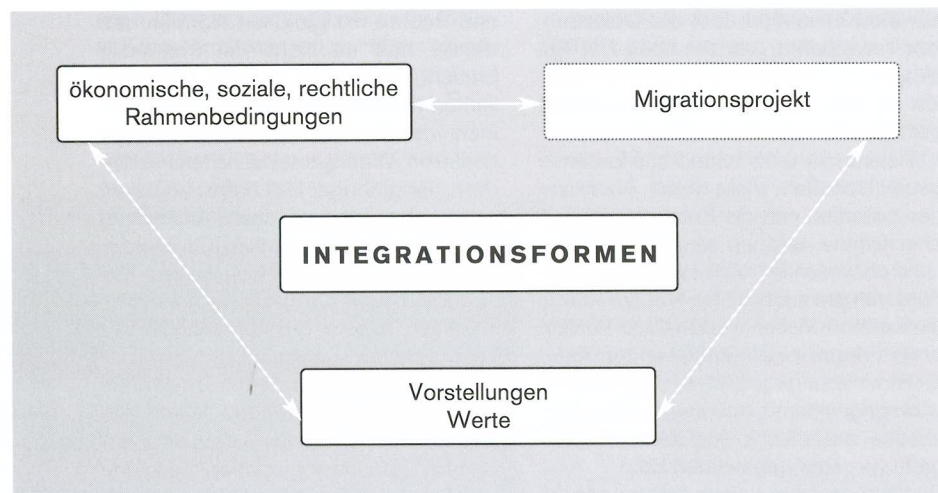 ökonomische, soziale, rechtliche
Rahmenbedingungen
Migrationsprojekt
INTEGRATIONSFORMEN
Vorstellungen
Werte